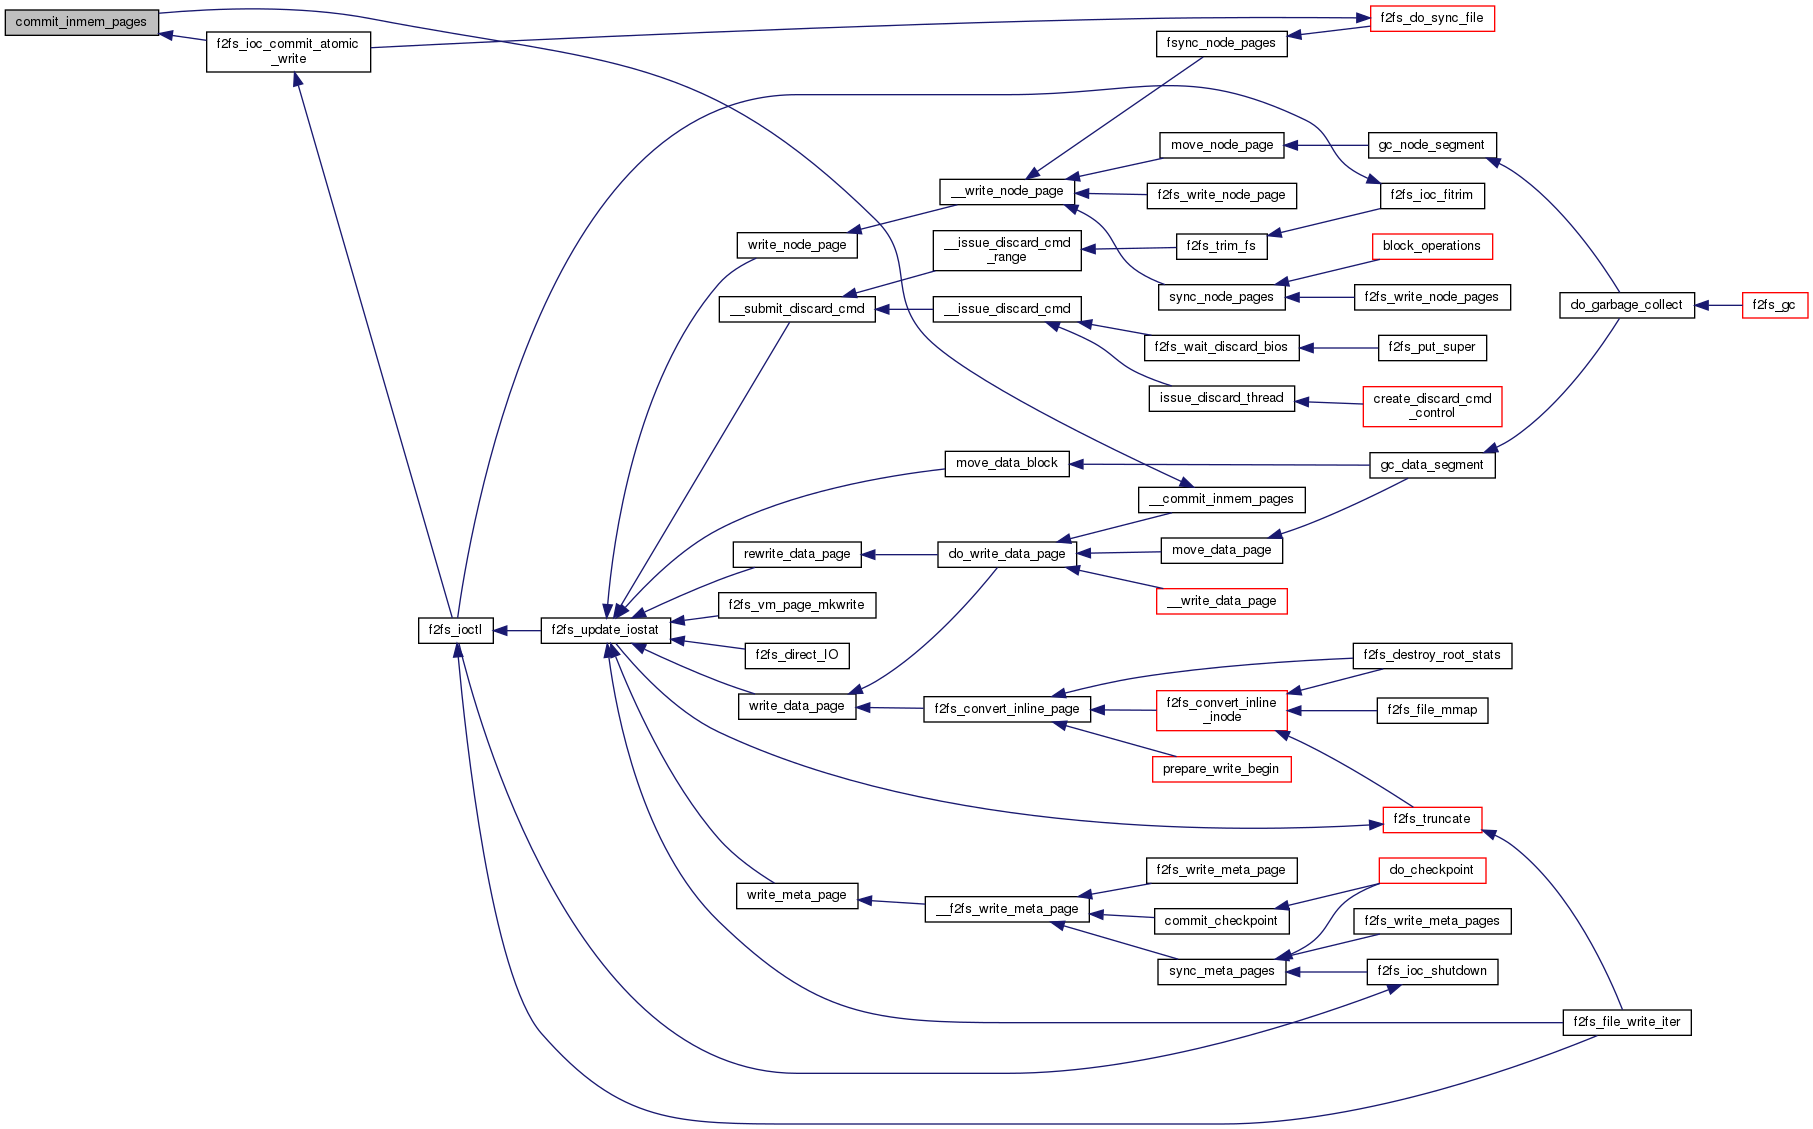 commit_inmem_pages
f2fs_ioc_commit_atomic
_write
f2fs_ioctl
f2fs_update_iostat
write_node_page
__submit_discard_cmd
rewrite_data_page
f2fs_vm_page_mkwrite
f2fs_direct_IO
write_data_page
write_meta_page
__write_node_page
__issue_discard_cmd
_range
__issue_discard_cmd
move_data_block
do_write_data_page
f2fs_convert_inline_page
__f2fs_write_meta_page
fsync_node_pages
move_node_page
f2fs_write_node_page
f2fs_trim_fs
sync_node_pages
f2fs_wait_discard_bios
issue_discard_thread
__commit_inmem_pages
move_data_page
__write_data_page
f2fs_convert_inline
_inode
prepare_write_begin
f2fs_write_meta_page
commit_checkpoint
sync_meta_pages
f2fs_do_sync_file
gc_node_segment
f2fs_ioc_fitrim
block_operations
f2fs_write_node_pages
f2fs_put_super
create_discard_cmd
_control
gc_data_segment
f2fs_destroy_root_stats
f2fs_file_mmap
f2fs_truncate
do_checkpoint
f2fs_write_meta_pages
f2fs_ioc_shutdown
do_garbage_collect
f2fs_file_write_iter
f2fs_gc